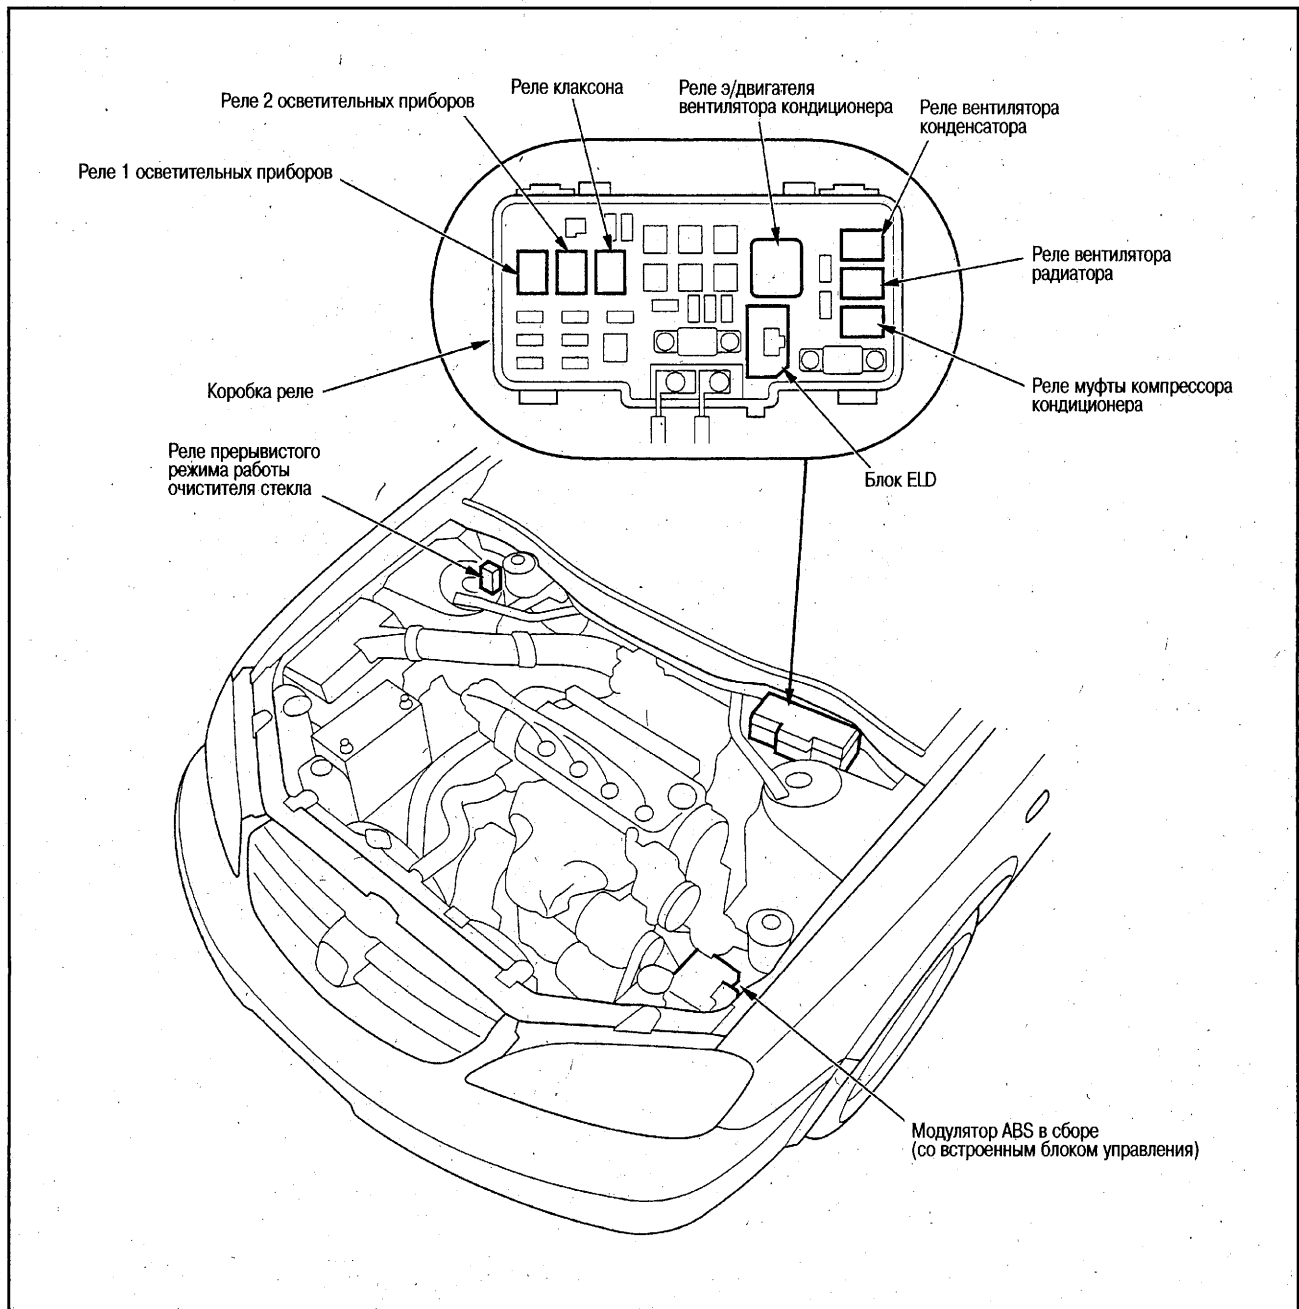 Реле клаксона
Реле э/двигателя
вентилятора кондиционера
Реле 2 осветительных приборов
Реле вентилятора
конденсатора
Реле 1 осветительных приборов
Реле вентилятора
радиатора
Коробка реле
Реле муфты компрессора
кондиционера
Реле прерывистого
режима работы
очистителя стекла
Блок ELD
Модулятор ABS в сборе
(со встроенным блоком управления)